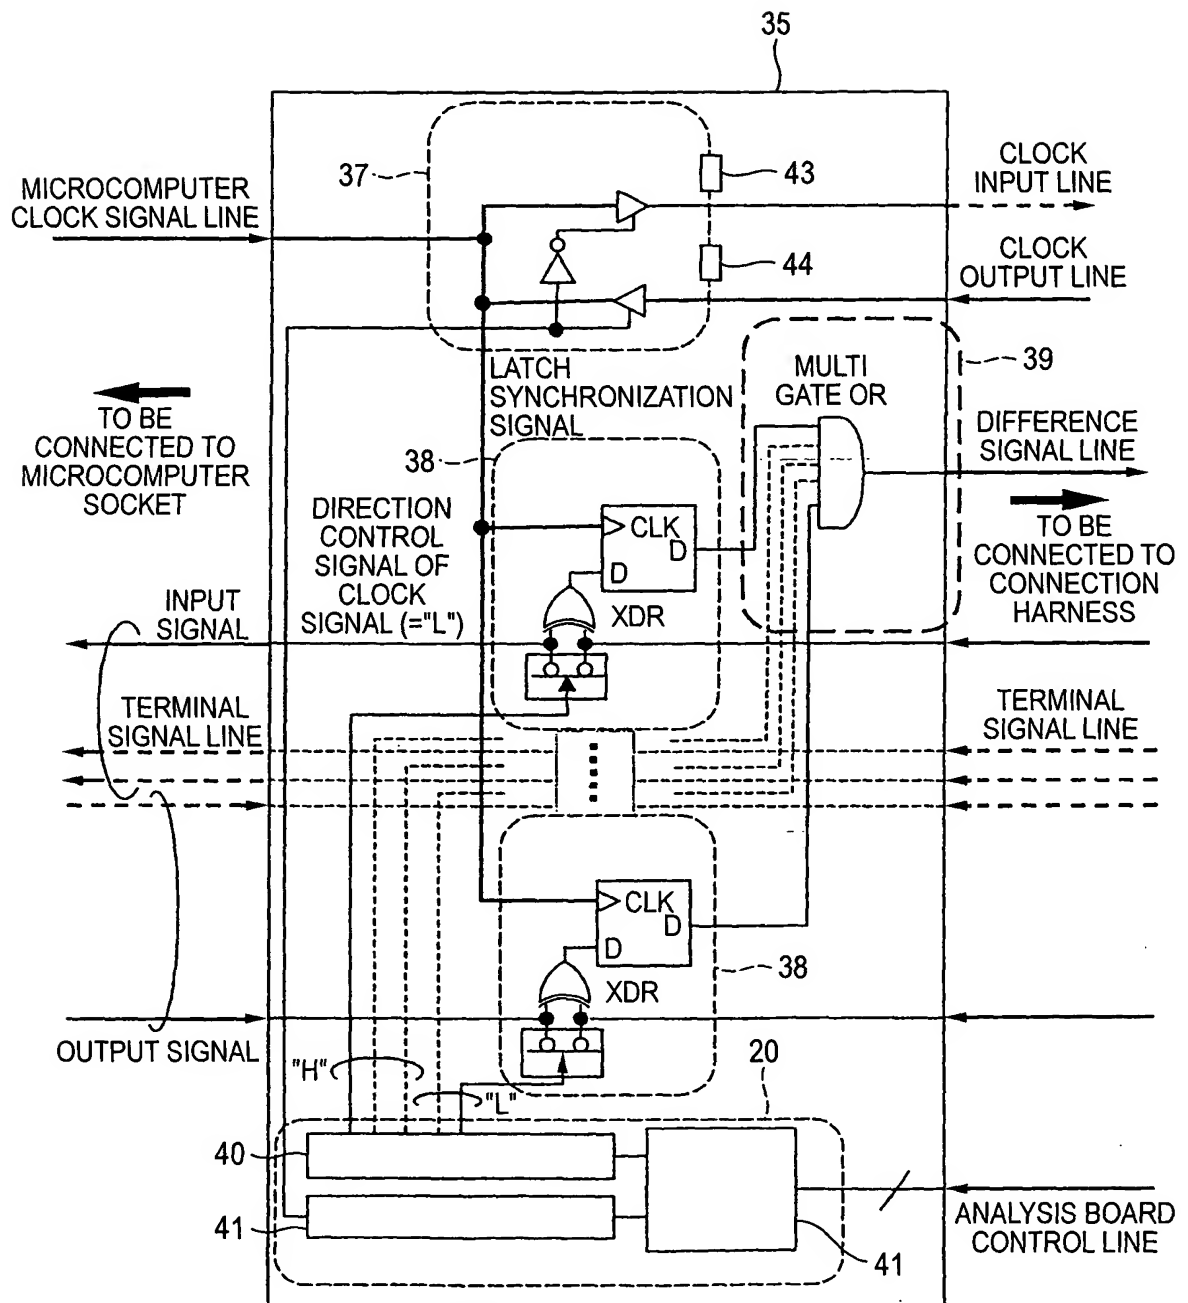 35
37
43
CLOCK
INPUT LINE
MICROCOMPUTER
CLOCK SIGNAL LINE
44
CLOCK
OUTPUT LINE
39
MULTI
GATE OR
LATCH
SYNCHRONIZATION
SIGNAL
TO BE
CONNECTED TO
MICROCOMPUTER
SOCKET
DIFFERENCE
SIGNAL LINE
38
DIRECTION
CONTROL
SIGNAL OF
CLOCK
SIGNAL (="L")
CLK
D
D
XDR
TO BE
CONNECTED TO
CONNECTION
HARNESS
INPUT
SIGNAL
TERMINAL
SIGNAL LINE
TERMINAL
SIGNAL LINE
CLK
D
D
XDR
38
OUTPUT SIGNAL
"H"
"L"
20
40
41
41
ANALYSIS BOARD
CONTROL LINE